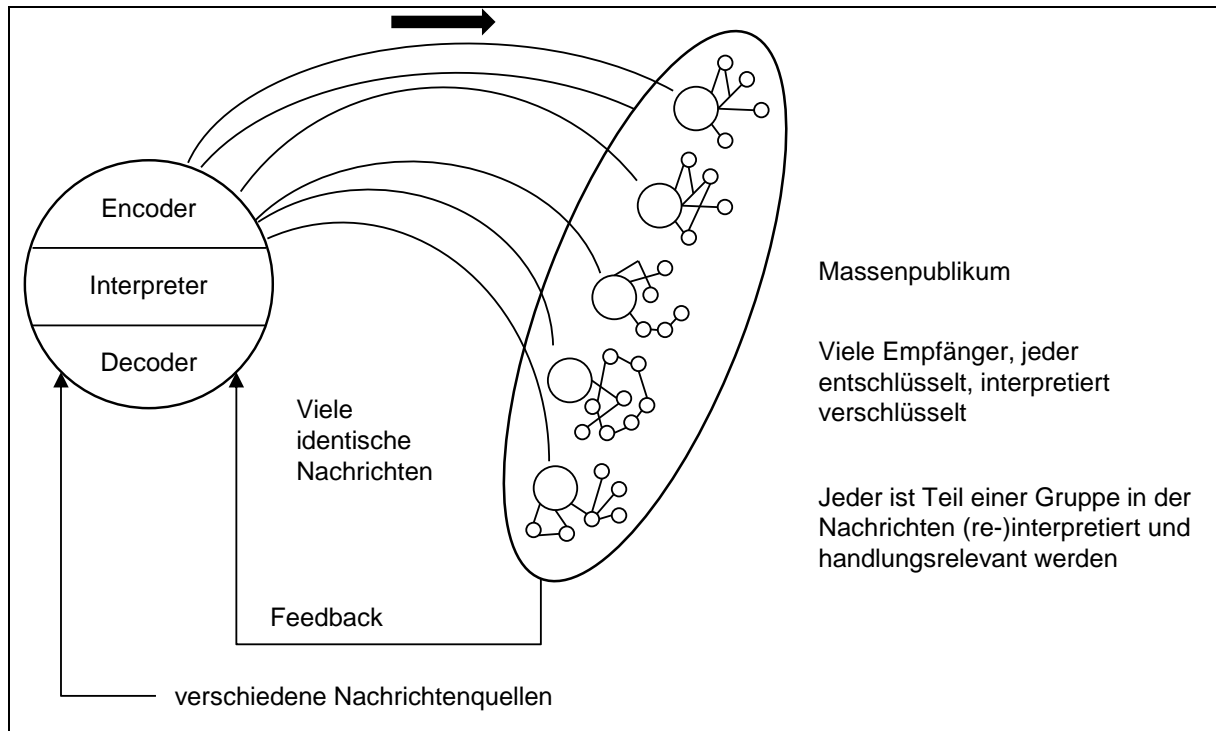 Encoder
Interpreter
Decoder
Viele
identische
Nachrichten
Massenpublikum
Viele Empfänger, jeder
entschlüsselt, interpretiert
verschlüsselt
Jeder ist Teil einer Gruppe in der
Nachrichten (re-)interpretiert und
handlungsrelevant werden
Feedback
verschiedene Nachrichtenquellen